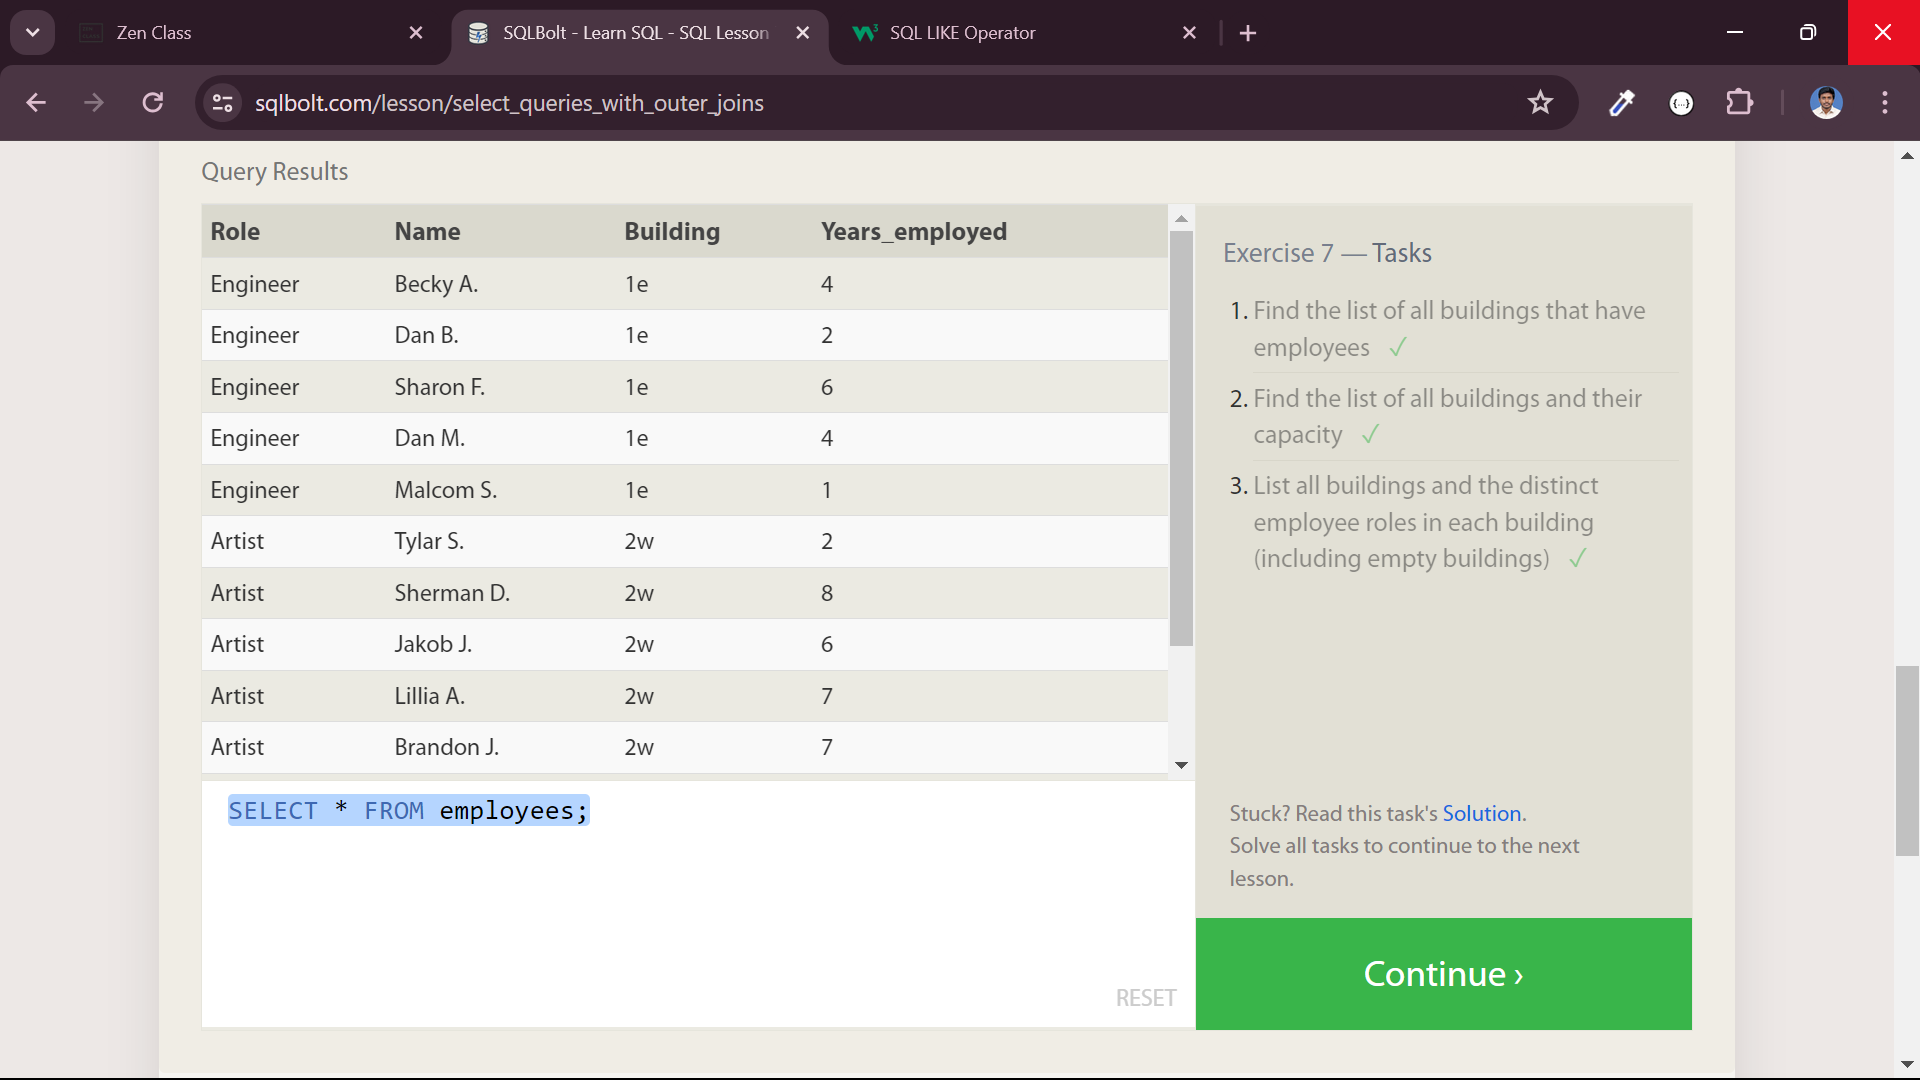 Zen Class
SQLBolt - Learn SQL - SQL Lesson
SQL LIKE Operator
sqlbolt.com/lesson/select_queries_with_outer_joins
Query Results
Role Name Building Years_employed
Engineer Becky A. 1e 4
Engineer Dan B. 1e 2
Engineer Sharon F. 1e 6
Engineer Dan M. 1e 4
Engineer Malcom S. 1e 1
Artist Tylar S. 2w 2
Artist Sherman D. 2w 8
Artist Jakob J. 2w 6
Artist Lillia A. 2w 7
Artist Brandon J. 2w 7
SELECT * FROM employees;
RESET
Exercise 7 — Tasks
1. Find the list of all buildings that have
employees ✓
2. Find the list of all buildings and their
capacity ✓
3. List all buildings and the distinct
employee roles in each building
(including empty buildings) ✓
Stuck? Read this task's Solution.
Solve all tasks to continue to the next
lesson.
Continue ›